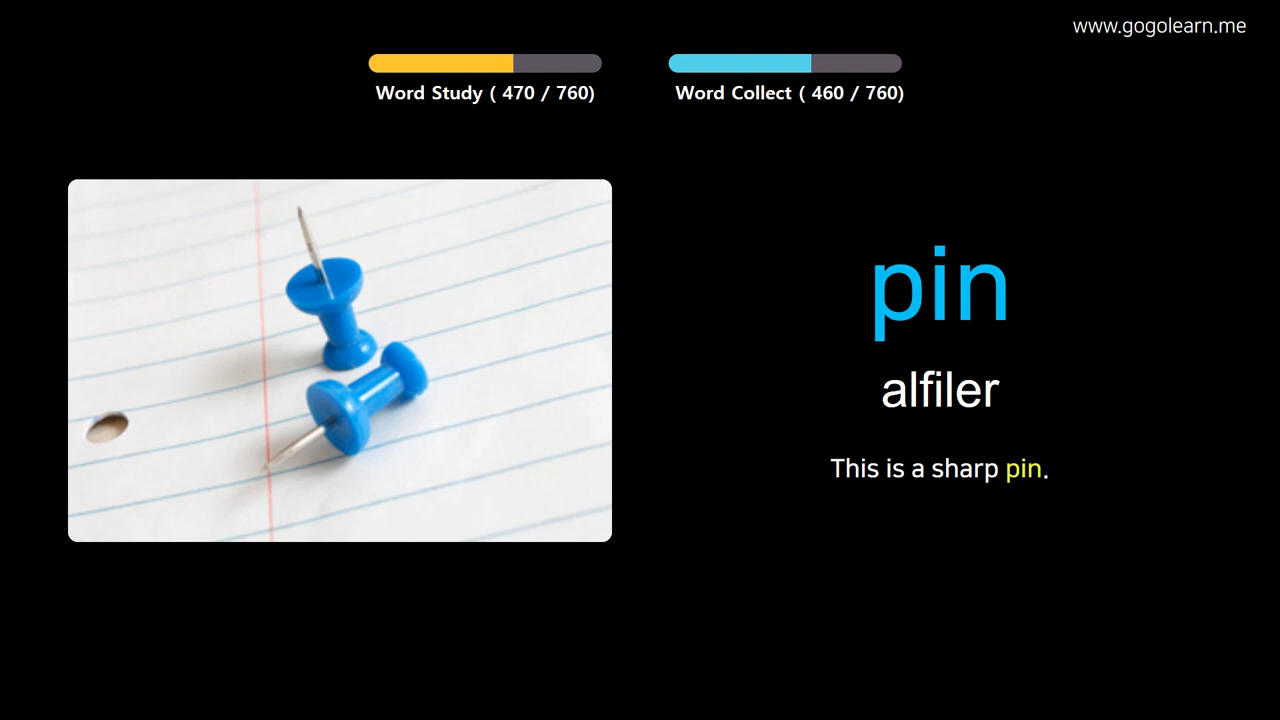 www.gogolearn.me
Word Study ( 470 / 760)
Word Collect ( 460 / 760)
pin
alfiler
This is a sharp pin.